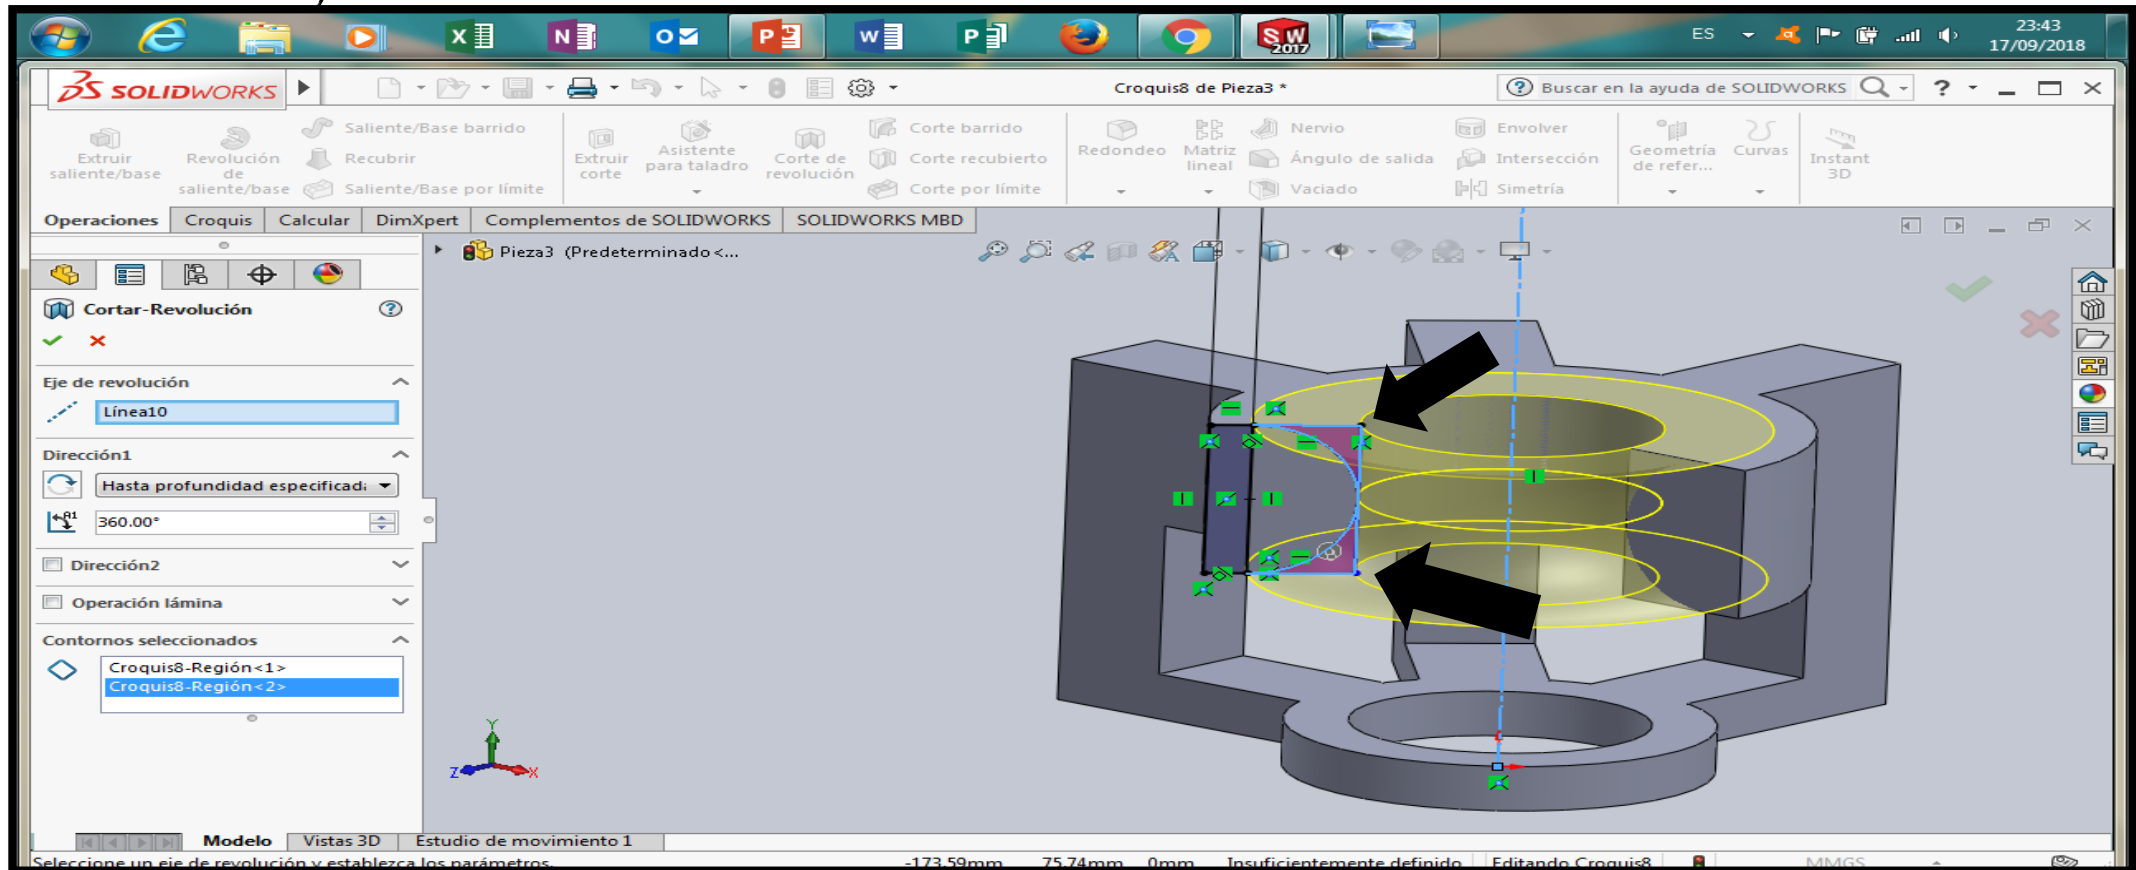 ES
23:43
17/09/2018
SW
2017
SOLIDWORKS
Croquis8 de Pieza3 *
Buscar en la ayuda de SOLIDWORKS
Extruir saliente/base
Revolución de saliente/base
Saliente/Base barrido
Recubrir
Saliente/Base por límite
Extruir corte
Asistente para taladro
Corte de revolución
Corte barrido
Corte recubierto
Corte por límite
Redondeo
Matriz lineal
Nervio
Ángulo de salida
Vaciado
Envolver
Intersección
Simetría
Geometría de refer...
Curvas
Instant 3D
Operaciones
Croquis
Calcular
DimXpert
Complementos de SOLIDWORKS
SOLIDWORKS MBD
Pieza3 (Predeterminado<...
Cortar-Revolución
Eje de revolución
Línea10
Dirección1
Hasta profundidad especificad
360.00°
Dirección2
Operación lámina
Contornos seleccionados
Croquis8-Región<1>
Croquis8-Región<2>
Y
Z
X
Modelo
Vistas 3D
Estudio de movimiento 1
Seleccione un eje de revolución y establezca los parámetros.
-173.59mm
75.74mm
0mm
Insuficientemente definido
Editando Croquis8
MMGS